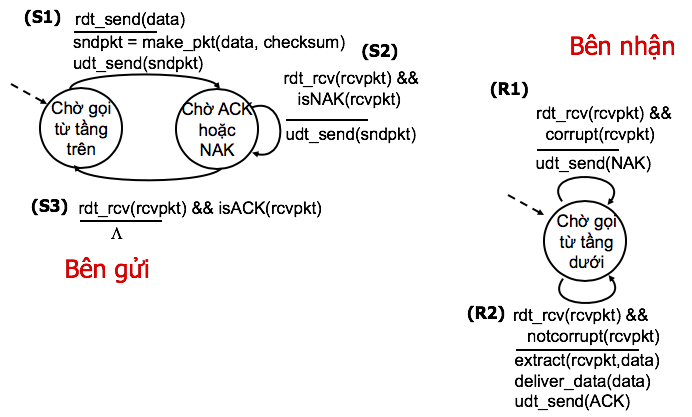 (S1) rdt_send(data)
sndpkt = make_pkt(data, checksum)
udt_send(sndpkt)
(S2)
rdt_rcv(rcvpkt) &&
isNAK(rcvpkt)
udt_send(sndpkt)
Chờ gọi
từ tầng
trên
Chờ ACK
hoặc
NAK
(S3) rdt_rcv(rcvpkt) && isACK(rcvpkt)
Λ
Bên gửi
Bên nhận
(R1)
rdt_rcv(rcvpkt) &&
corrupt(rcvpkt)
udt_send(NAK)
Chờ gọi
từ tầng
dưới
(R2) rdt_rcv(rcvpkt) &&
notcorrupt(rcvpkt)
extract(rcvpkt,data)
deliver_data(data)
udt_send(ACK)